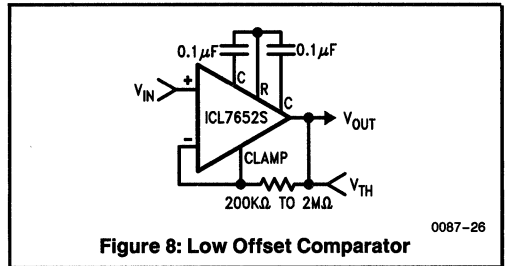 0.1μF 0.1μF
C R C
+
V_IN
ICL7652S
V_OUT
-
CLAMP
V_TH
200KΩ TO 2MΩ
0087-26
Figure 8: Low Offset Comparator